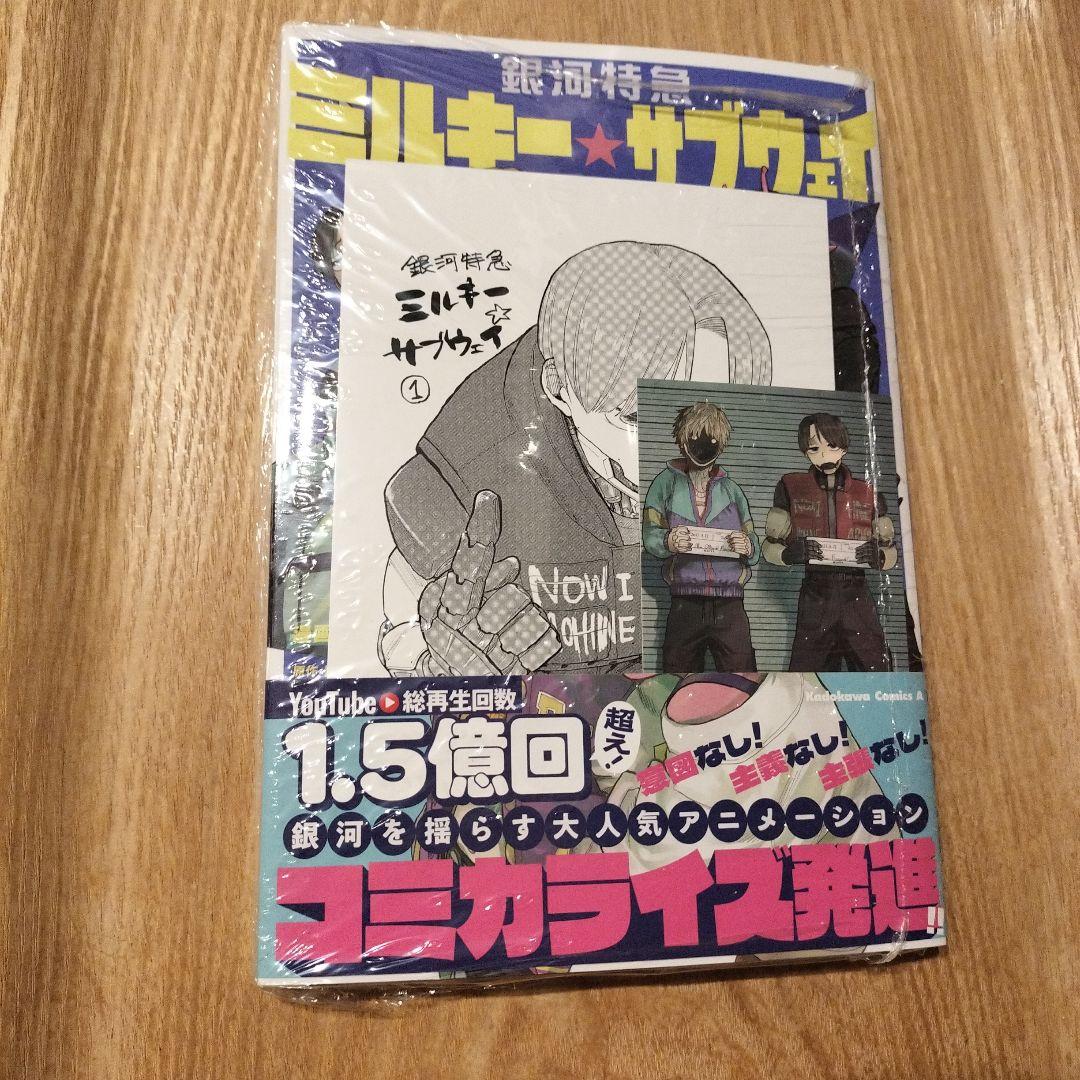 銀河特急
ミルキー★サブウェイ
銀河特急
ミルキー
☆
サブウェイ
①
NOW I
MACHINE
原作
Kadokawa Comics A
YouTube 総再生回数
1.5億回
超え!
意図なし!
主義なし!
主張なし!
銀河を揺らす大人気アニメーション
コミカライズ発進!!